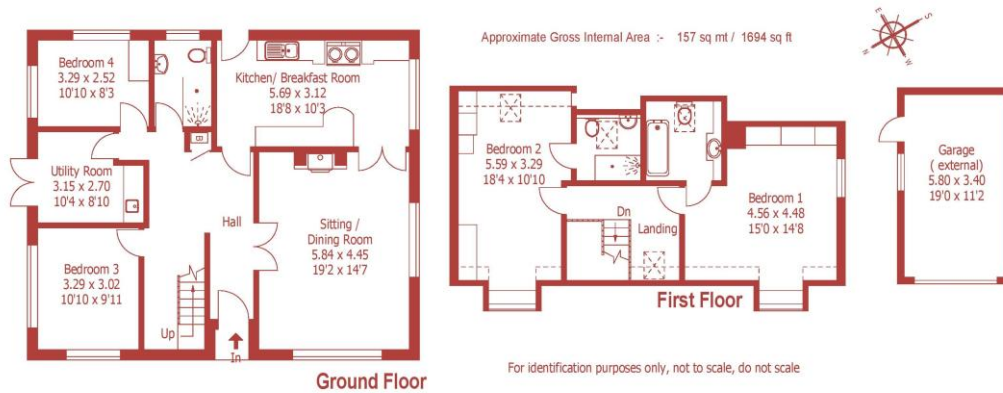 Approximate Gross Internal Area :- 157 sq mt / 1694 sq ft
E
S
N
W
Bedroom 4
3.29 x 2.52
10'10 x 8'3
Kitchen/ Breakfast Room
5.69 x 3.12
18'8 x 10'3
Utility Room
3.15 x 2.70
10'4 x 8'10
Hall
Sitting /
Dining Room
5.84 x 4.45
19'2 x 14'7
Bedroom 3
3.29 x 3.02
10'10 x 9'11
Up
In
Ground Floor
Bedroom 2
5.59 x 3.29
18'4 x 10'10
Dn
Landing
Bedroom 1
4.56 x 4.48
15'0 x 14'8
First Floor
Garage
( external)
5.80 x 3.40
19'0 x 11'2
For identification purposes only, not to scale, do not scale